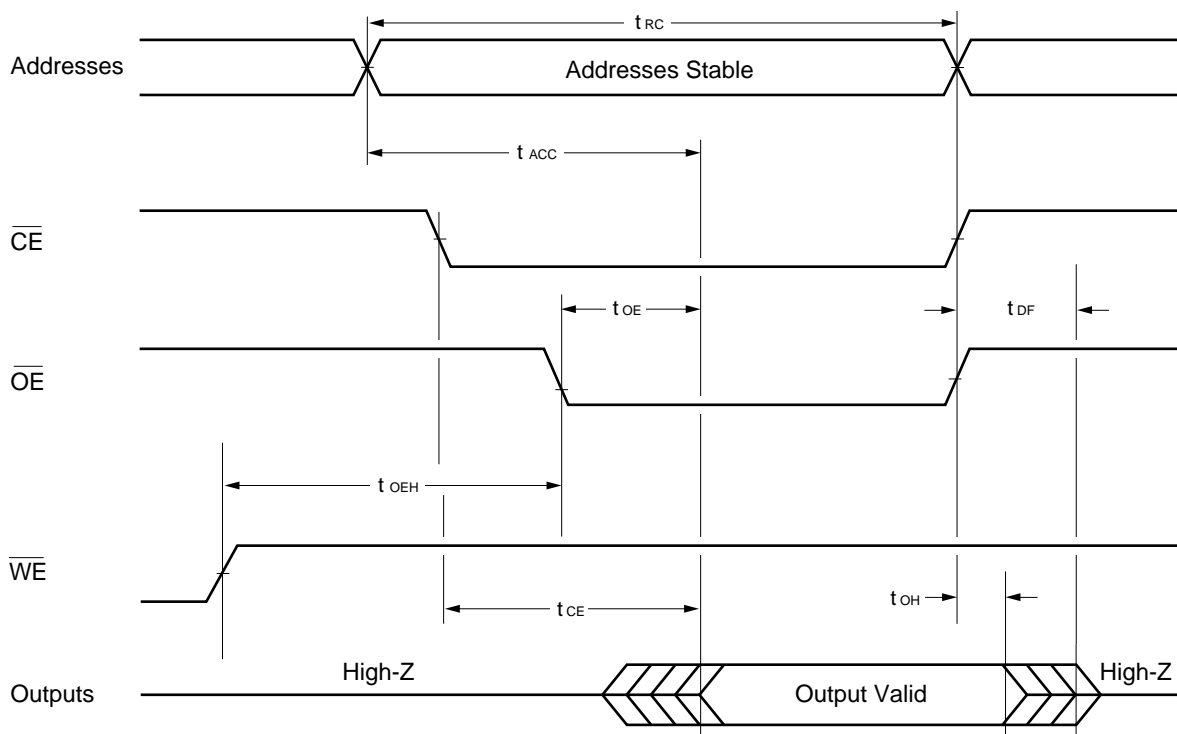 t RC
Addresses
Addresses Stable
t ACC
CE
t OE
t DF
OE
t OEH
WE
t CE
t OH
High-Z
High-Z
Outputs
Output Valid